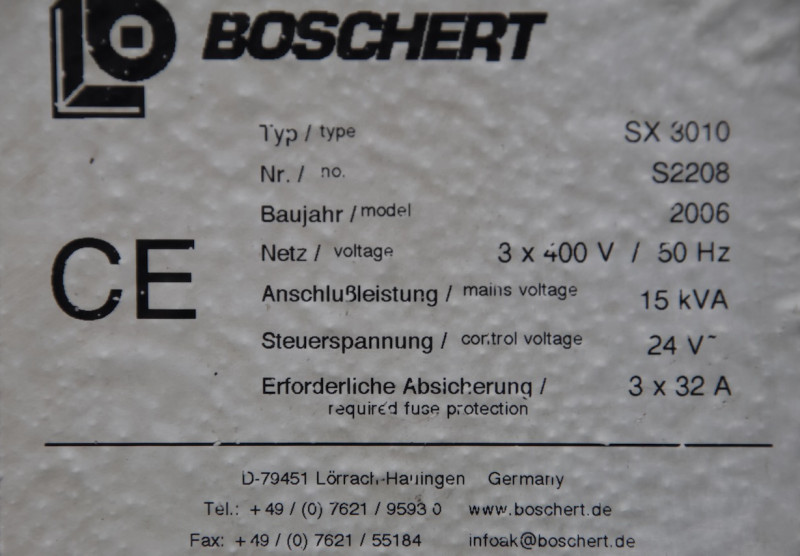 BOSCHERT
Typ / type SX 3010
Nr. / no. S2208
Baujahr / model 2006
CE
Netz / voltage 3 x 400 V / 50 Hz
Anschlußleistung / mains voltage 15 kVA
Steuerspannung / control voltage 24 V~
Erforderliche Absicherung / 3 x 32 A
required fuse protection
D-79451 Lörrach-Hauingen Germany
Tel.: +49 / (0) 7621 / 9593 0 www.boschert.de
Fax: +49 / (0) 7621 / 55184 infoak@boschert.de